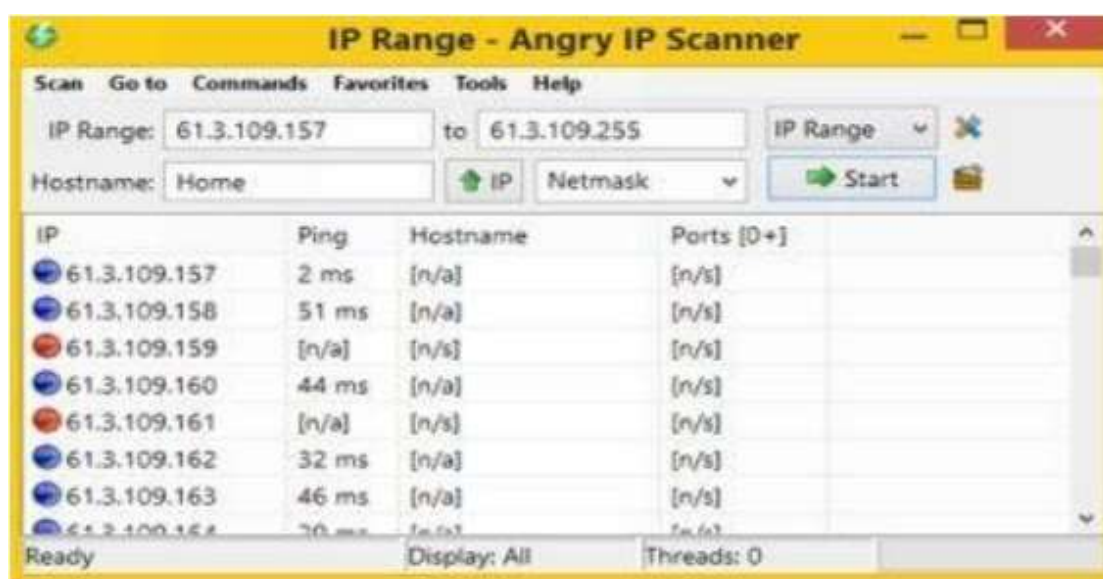 IP Range - Angry IP Scanner
Scan Go to Commands Favorites Tools Help
IP Range: 61.3.109.157 to 61.3.109.255 IP Range
Hostname: Home IP Netmask Start
IP Ping Hostname Ports [0+]
61.3.109.157 2 ms [n/a] [n/s]
61.3.109.158 51 ms [n/a] [n/s]
61.3.109.159 [n/a] [n/s] [n/s]
61.3.109.160 44 ms [n/a] [n/s]
61.3.109.161 [n/a] [n/s] [n/s]
61.3.109.162 32 ms [n/a] [n/s]
61.3.109.163 46 ms [n/a] [n/s]
Ready Display: All Threads: 0